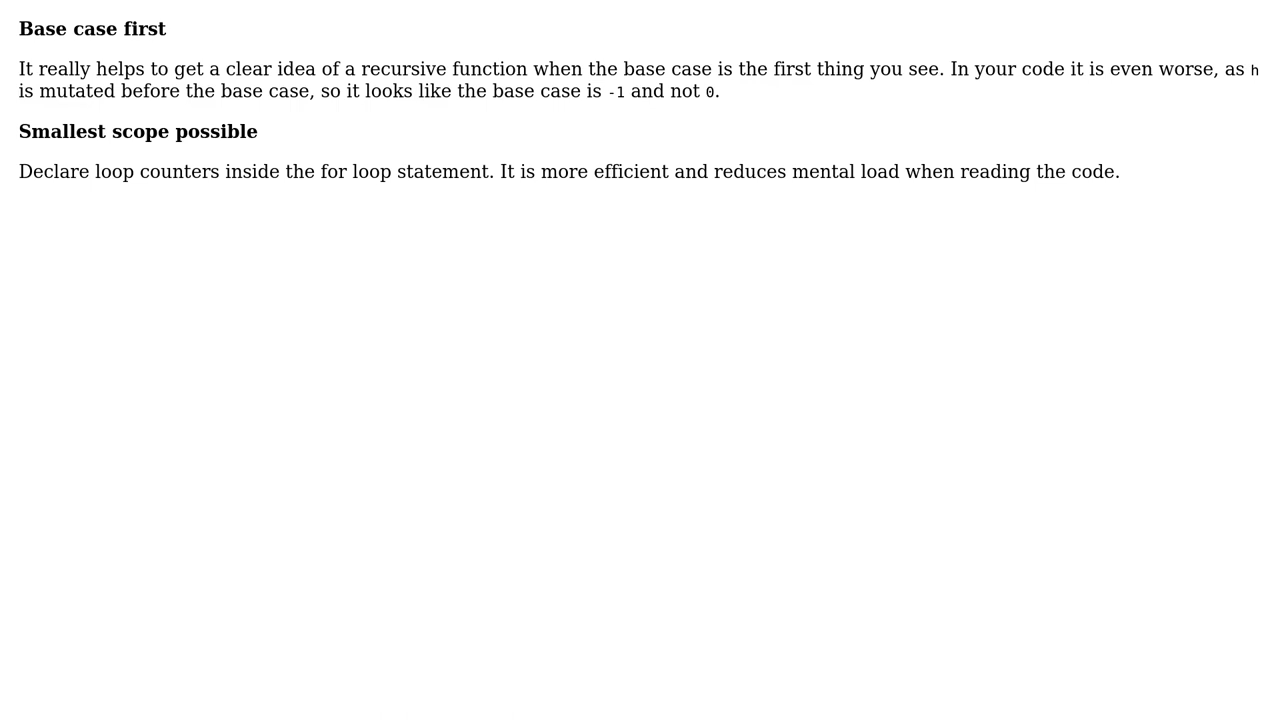 Base case first
It really helps to get a clear idea of a recursive function when the base case is the first thing you see. In your code it is even worse, as h
is mutated before the base case, so it looks like the base case is -1 and not 0.
Smallest scope possible
Declare loop counters inside the for loop statement. It is more efficient and reduces mental load when reading the code.